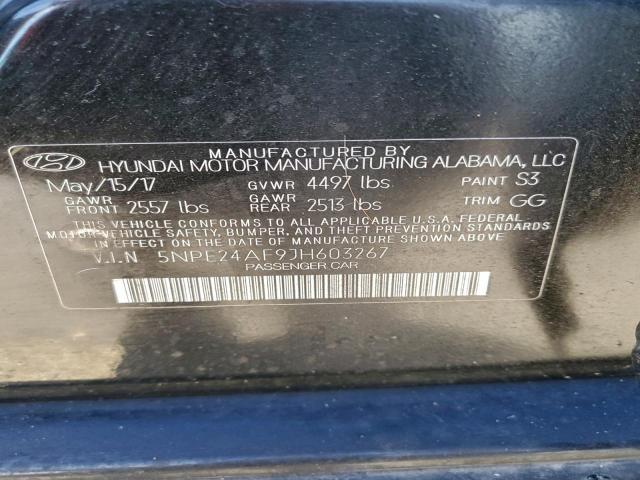 MANUFACTURED BY
HYUNDAI MOTOR MANUFACTURING ALABAMA, LLC
May/15/17 GVWR 4497 lbs PAINT S3
GAWR FRONT 2557 lbs GAWR REAR 2513 lbs TRIM GG
THIS VEHICLE CONFORMS TO ALL APPLICABLE U.S.A. FEDERAL
MOTOR VEHICLE SAFETY, BUMPER, AND THEFT PREVENTION STANDARDS
IN EFFECT ON THE DATE OF MANUFACTURE SHOWN ABOVE
V.I.N 5NPE24AF9JH603267
PASSENGER CAR